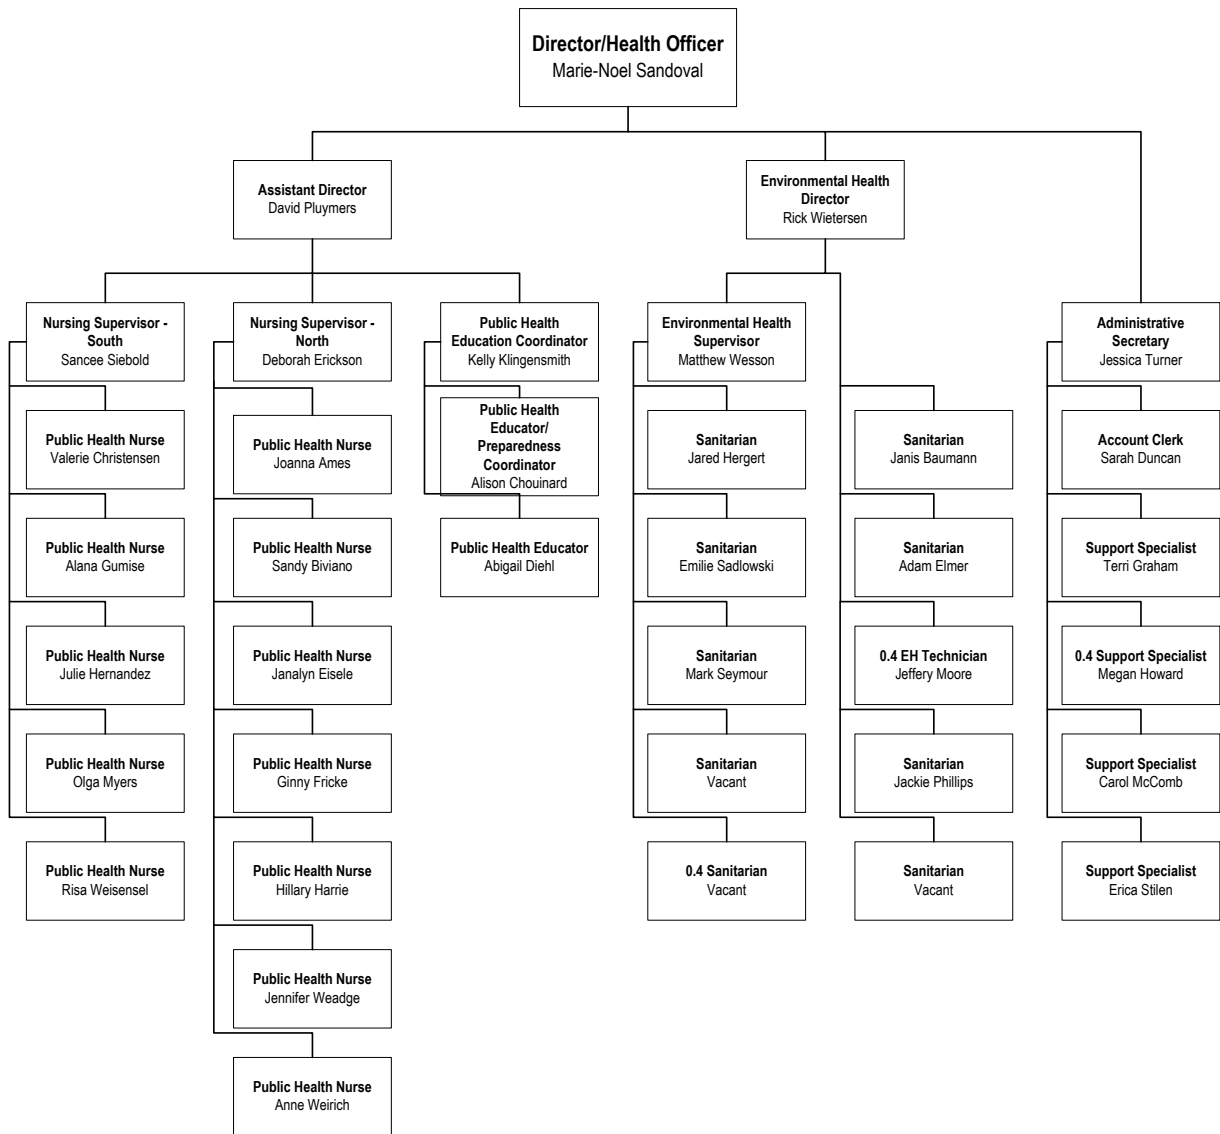 Director/Health Officer
Marie-Noel Sandoval
Assistant Director
David Pluymers
Environmental Health
Director
Rick Wietersen
Nursing Supervisor -
South
Sancee Siebold
Nursing Supervisor -
North
Deborah Erickson
Public Health
Education Coordinator
Kelly Klingensmith
Environmental Health
Supervisor
Matthew Wesson
Administrative
Secretary
Jessica Turner
Public Health Nurse
Valerie Christensen
Public Health Nurse
Joanna Ames
Public Health
Educator/
Preparedness
Coordinator
Alison Chouinard
Sanitarian
Jared Hergert
Sanitarian
Janis Baumann
Account Clerk
Sarah Duncan
Public Health Nurse
Alana Gumise
Public Health Nurse
Sandy Biviano
Public Health Educator
Abigail Diehl
Sanitarian
Emilie Sadlowski
Sanitarian
Adam Elmer
Support Specialist
Terri Graham
Public Health Nurse
Julie Hernandez
Public Health Nurse
Janalyn Eisele
Sanitarian
Mark Seymour
0.4 EH Technician
Jeffery Moore
0.4 Support Specialist
Megan Howard
Public Health Nurse
Olga Myers
Public Health Nurse
Ginny Fricke
Sanitarian
Vacant
Sanitarian
Jackie Phillips
Support Specialist
Carol McComb
Public Health Nurse
Risa Weisensel
Public Health Nurse
Hillary Harrie
0.4 Sanitarian
Vacant
Sanitarian
Vacant
Support Specialist
Erica Stilen
Public Health Nurse
Jennifer Weadge
Public Health Nurse
Anne Weirich